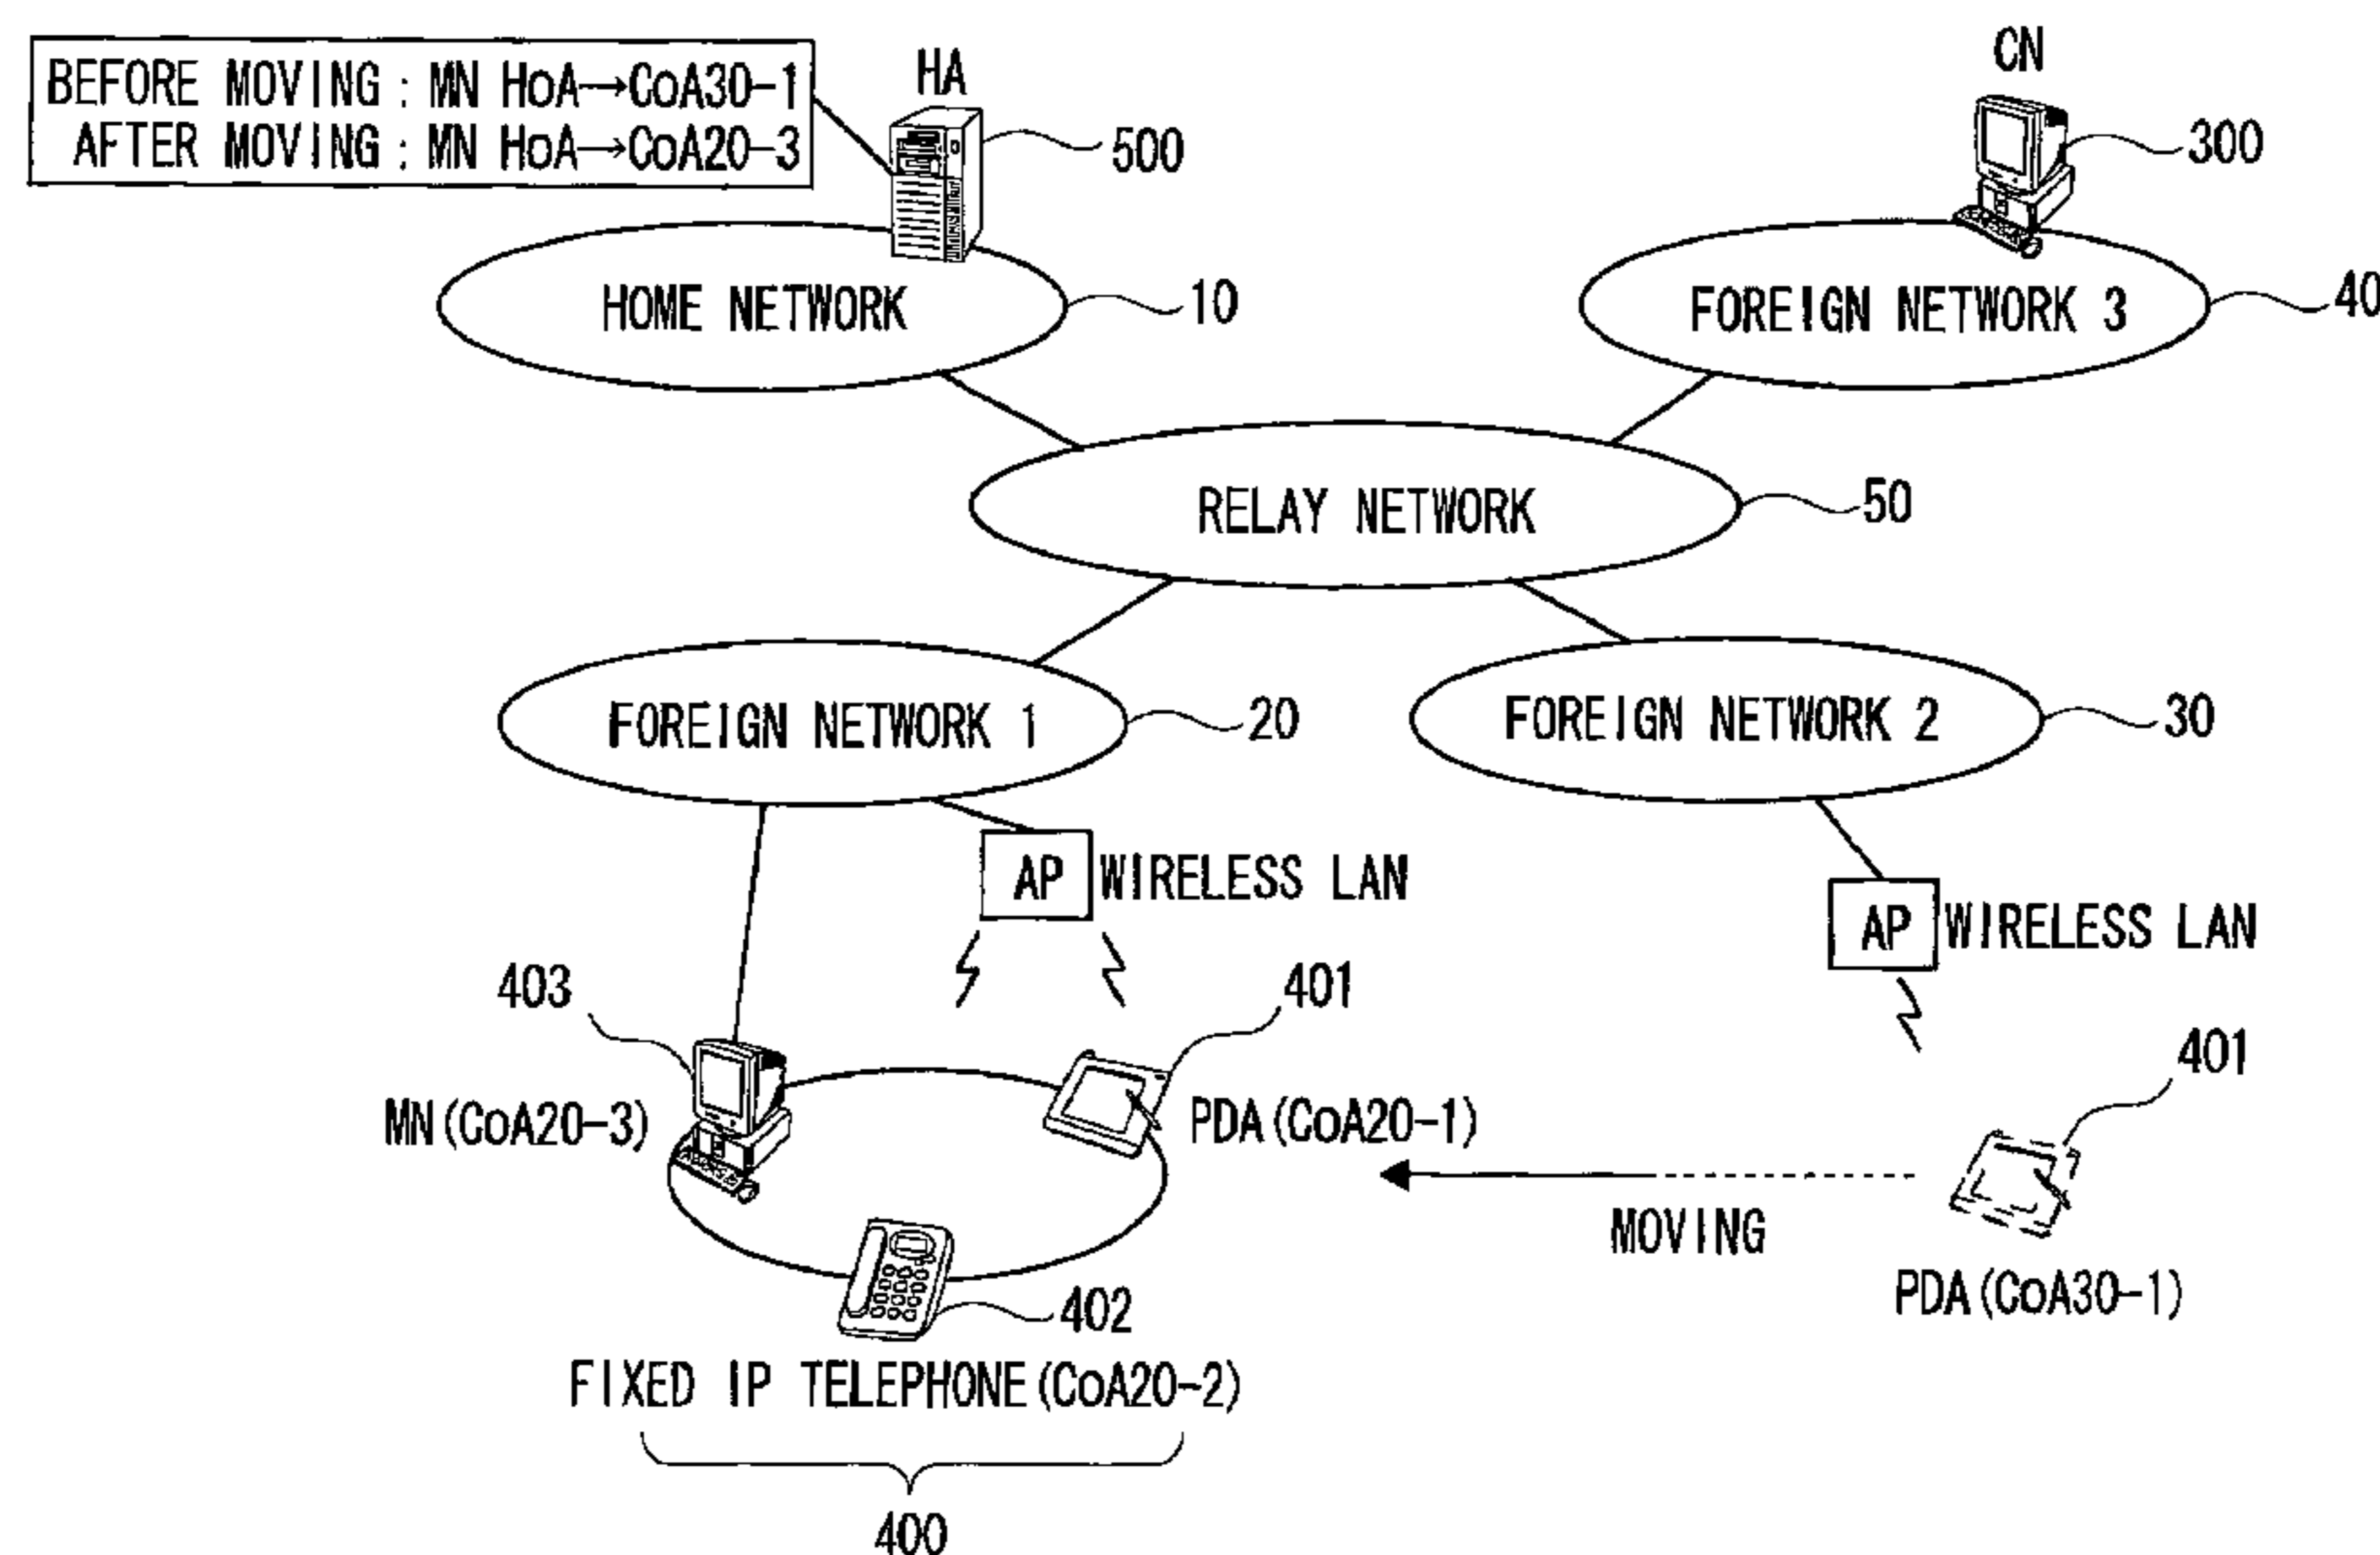 BEFORE MOVING : MN HoA→CoA30-1
AFTER MOVING : MN HoA→CoA20-3
HA
500
CN
300
HOME NETWORK
10
FOREIGN NETWORK 3
40
RELAY NETWORK
50
FOREIGN NETWORK 1
20
FOREIGN NETWORK 2
30
AP
WIRELESS LAN
AP
WIRELESS LAN
403
401
401
MN(CoA20-3)
PDA(CoA20-1)
MOVING
PDA(CoA30-1)
402
FIXED IP TELEPHONE(CoA20-2)
400